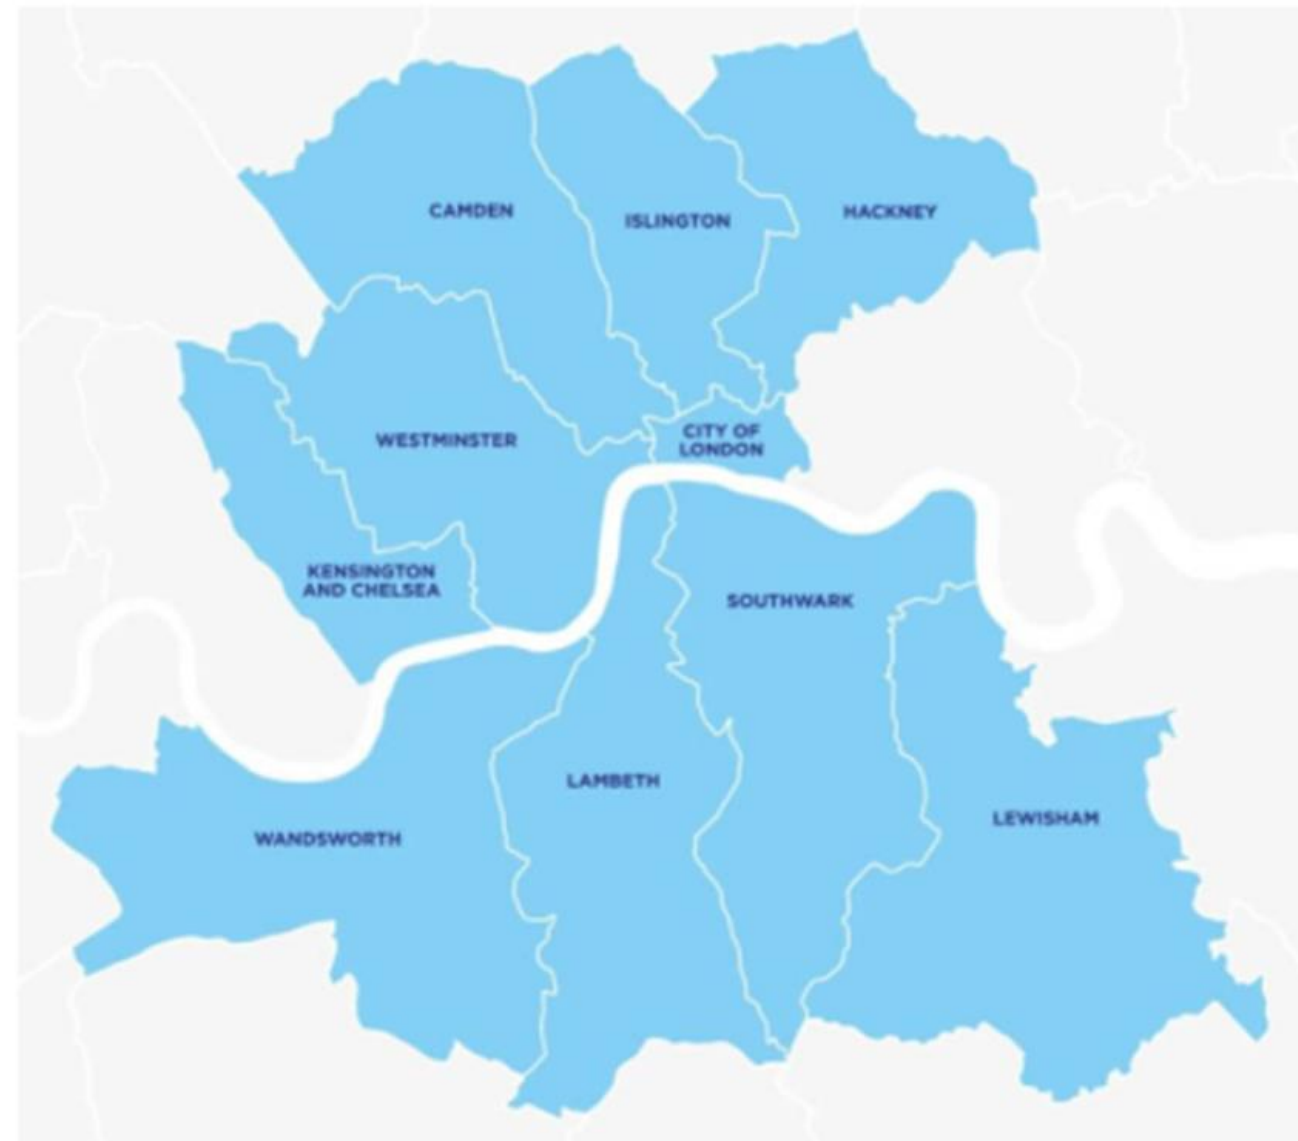 CAMDEN
ISLINGTON
HACKNEY
WESTMINSTER
CITY OF
LONDON
KENSINGTON
AND CHELSEA
SOUTHWARK
LAMBETH
WANDSWORTH
LEWISHAM